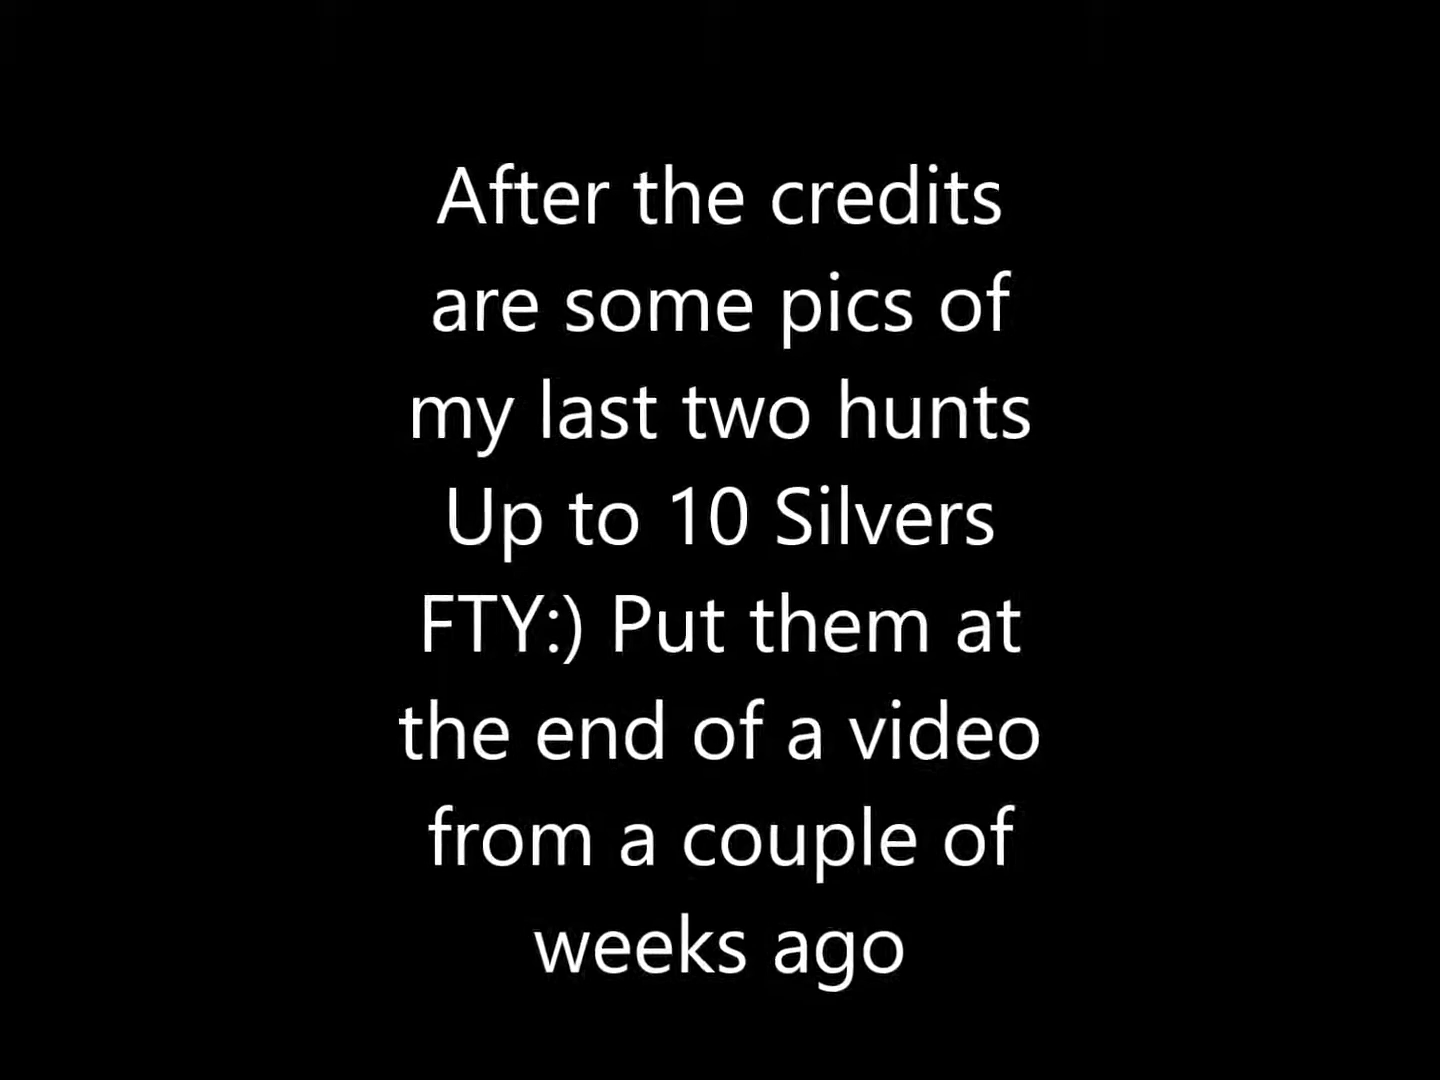 After the credits
are some pics of
my last two hunts
Up to 10 Silvers
FTY:) Put them at
the end of a video
from a couple of
weeks ago